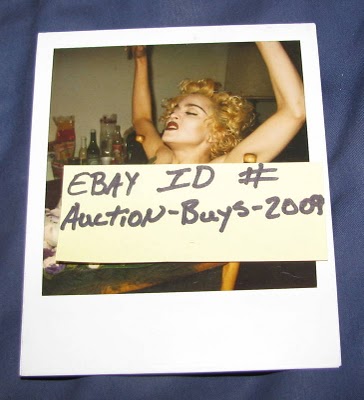 EBAY ID #
AUCTION-BUYS-2009